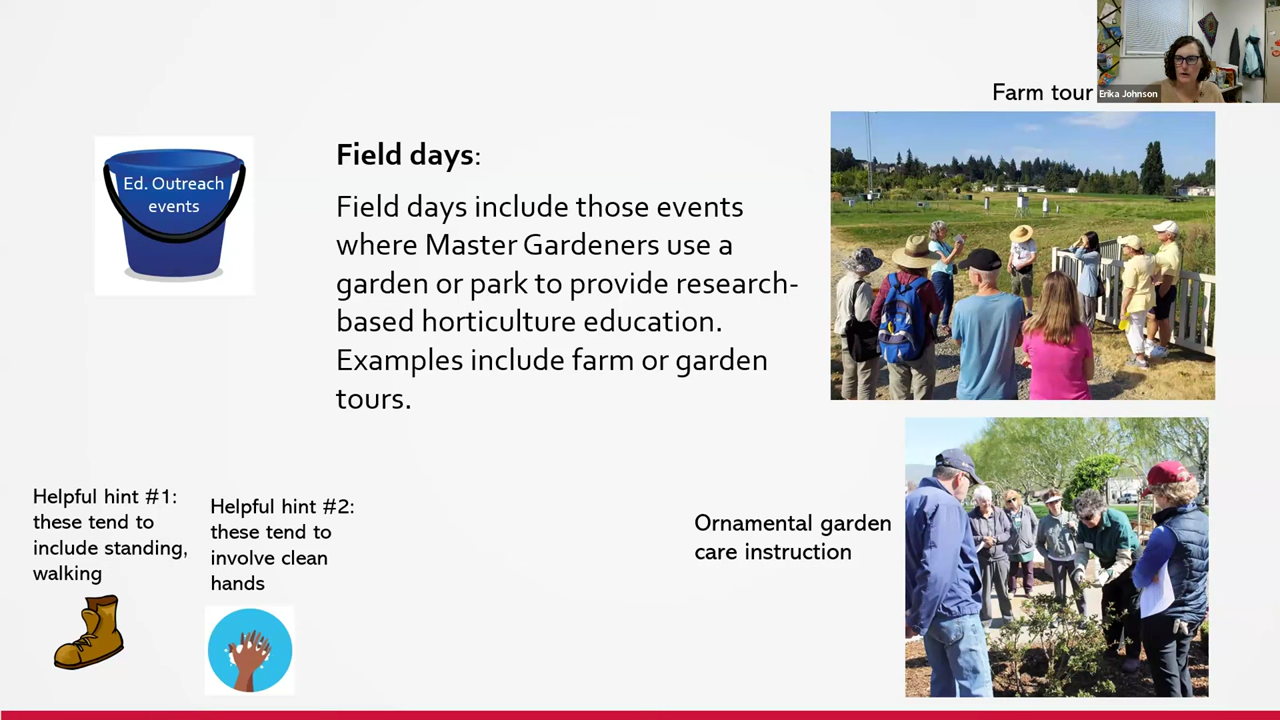 Farm tour
Erika Johnson
Ed. Outreach
events
Field days:
Field days include those events
where Master Gardeners use a
garden or park to provide research-
based horticulture education.
Examples include farm or garden
tours.
Helpful hint #1:
these tend to
include standing,
walking
Helpful hint #2:
these tend to
involve clean
hands
Ornamental garden
care instruction